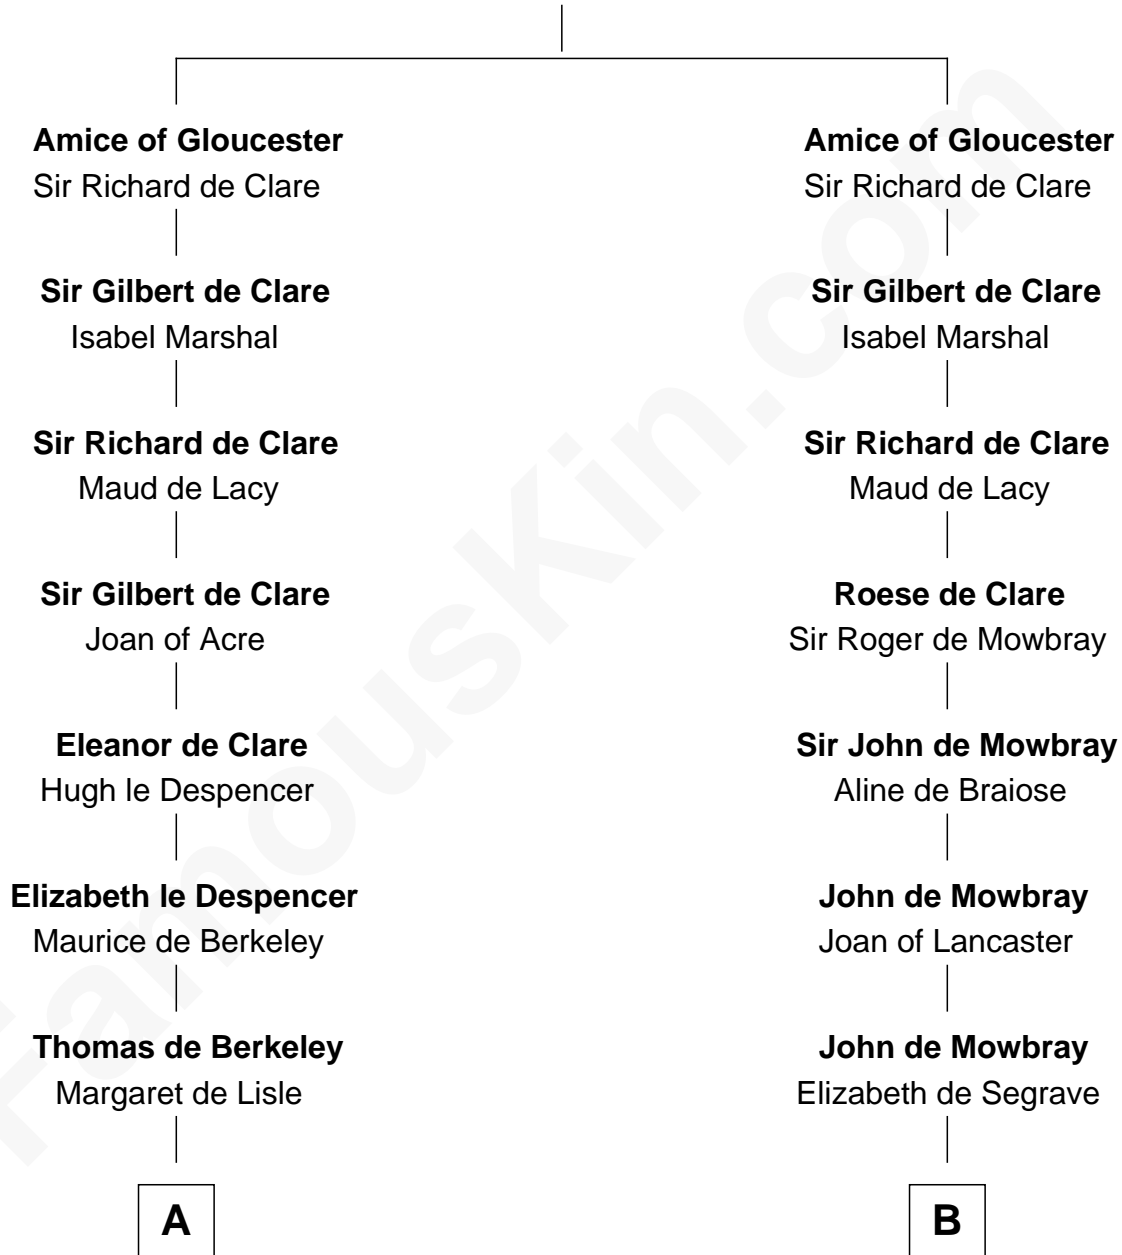 Amice of Gloucester
Sir Richard de Clare
Sir Gilbert de Clare
Isabel Marshal
Sir Richard de Clare
Maud de Lacy
Sir Gilbert de Clare
Joan of Acre
Eleanor de Clare
Hugh le Despencer
Elizabeth le Despencer
Maurice de Berkeley
Thomas de Berkeley
Margaret de Lisle
A
Amice of Gloucester
Sir Richard de Clare
Sir Gilbert de Clare
Isabel Marshal
Sir Richard de Clare
Maud de Lacy
Roese de Clare
Sir Roger de Mowbray
Sir John de Mowbray
Aline de Braiose
John de Mowbray
Joan of Lancaster
John de Mowbray
Elizabeth de Segrave
B
FamousKin.com